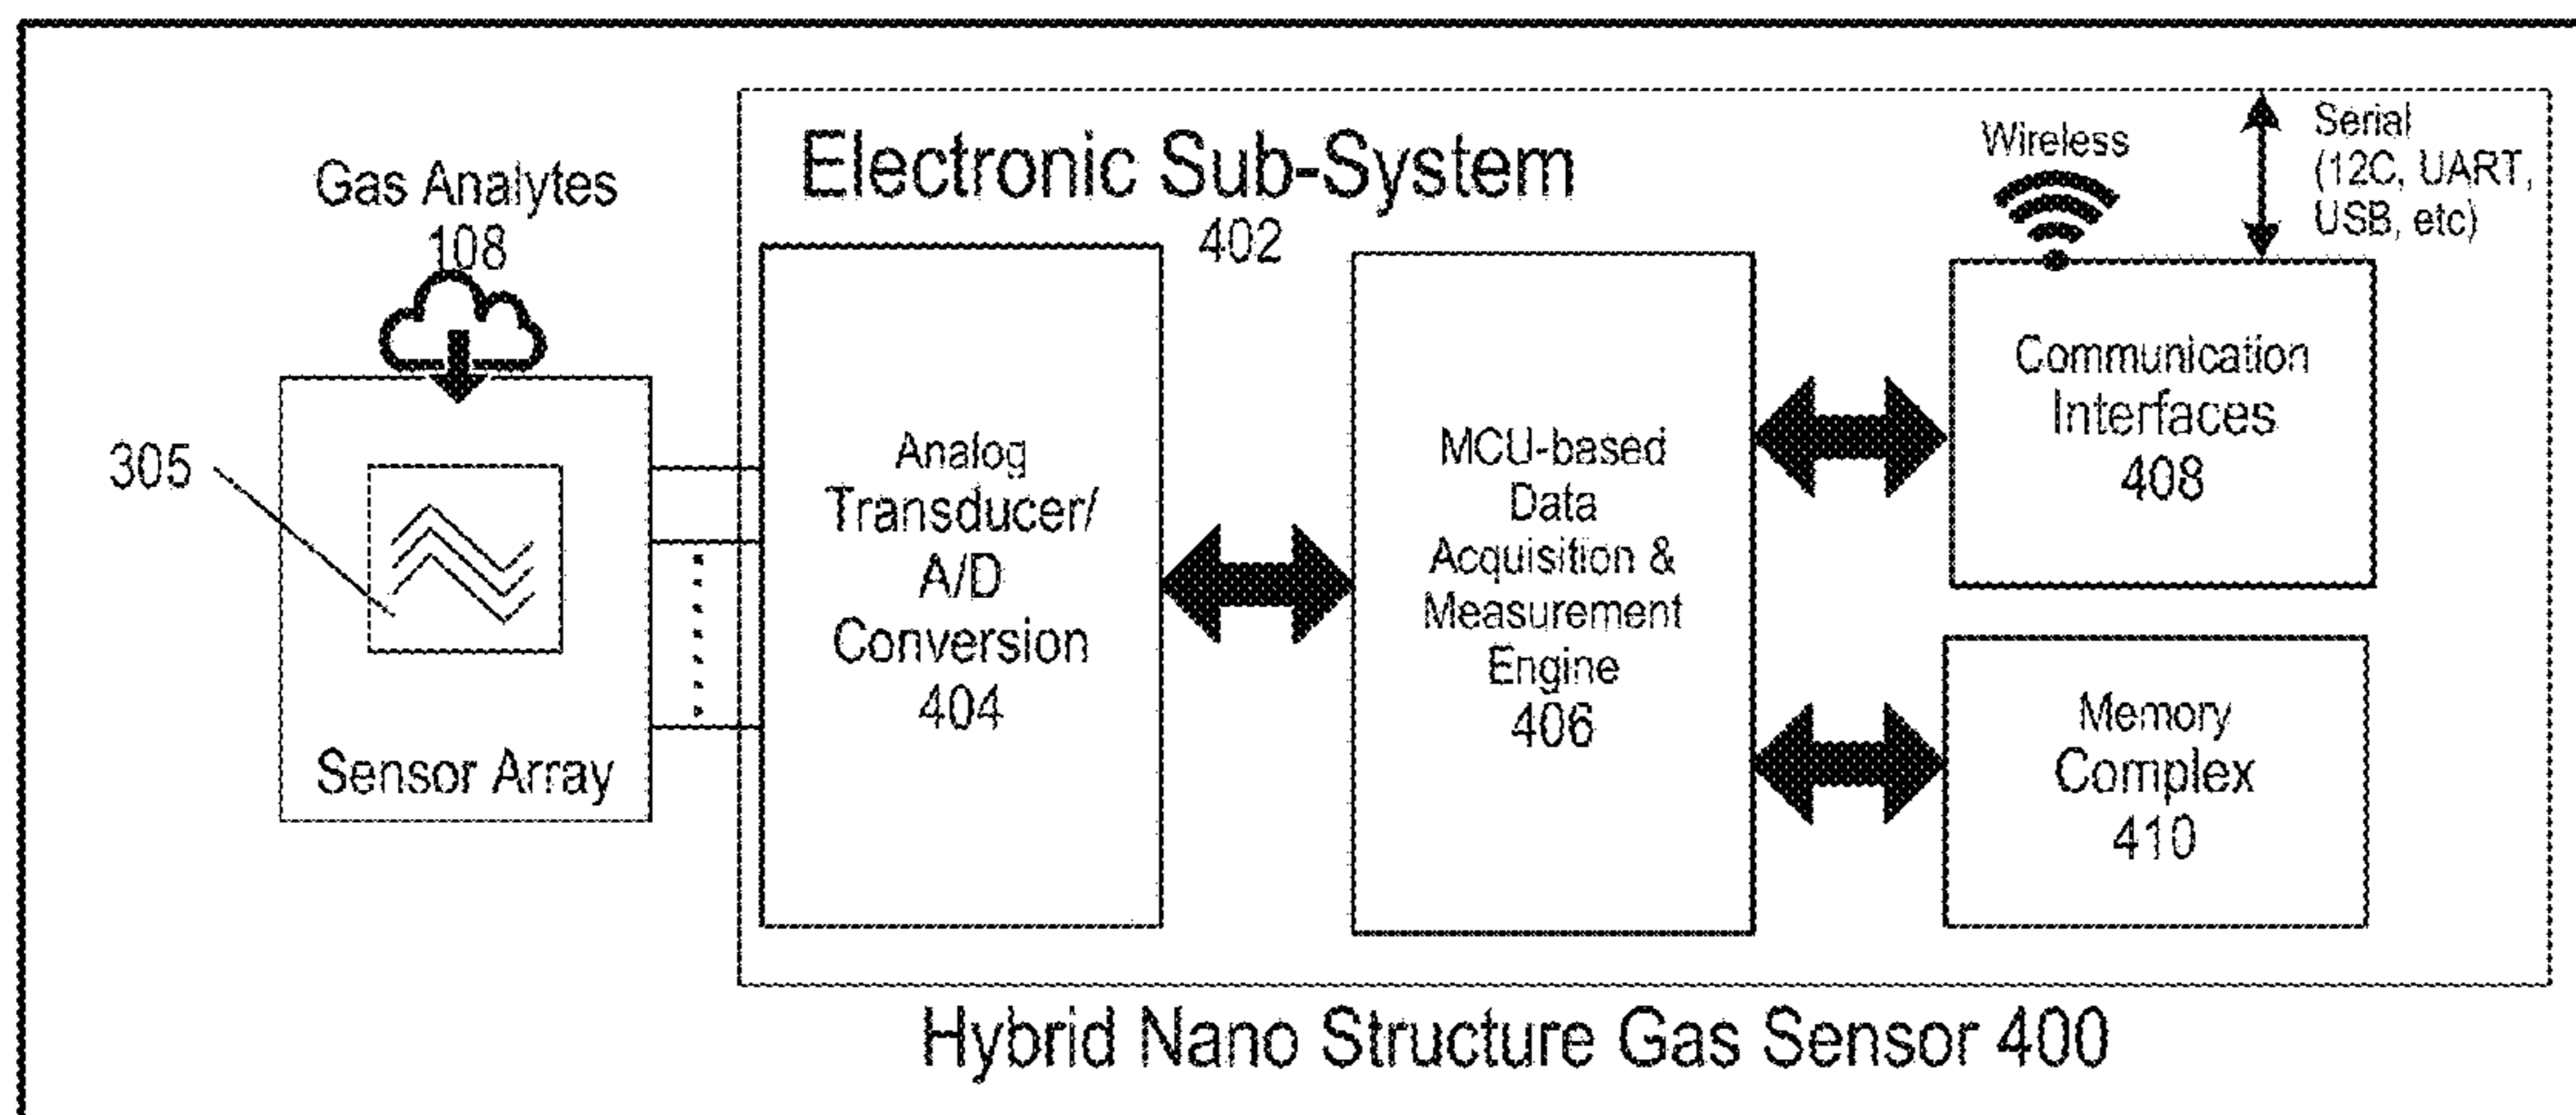 Gas Analytes
108
305
Sensor Array
Electronic Sub-System
402
Analog
Transducer/
A/D
Conversion
404
MCU-based
Data
Acquisition &
Measurement
Engine
406
Wireless
Serial
(12C, UART,
USB, etc)
Communication
Interfaces
408
Memory
Complex
410
Hybrid Nano Structure Gas Sensor 400